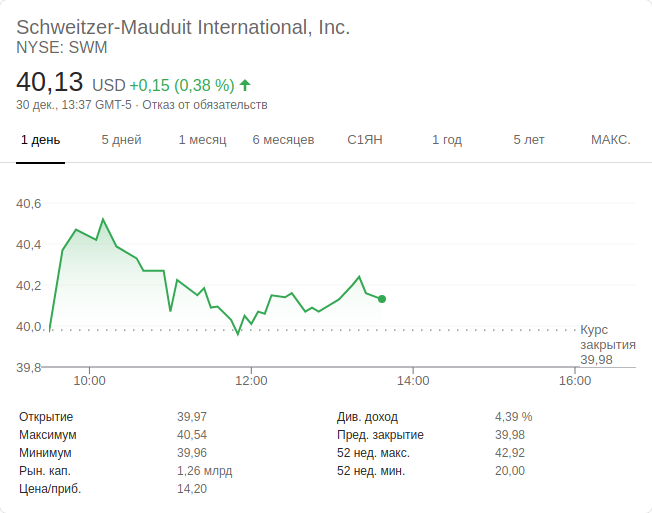 Schweitzer-Mauduit International, Inc.
NYSE: SWM
40,13 USD +0,15 (0,38 %)
30 дек., 13:37 GMT-5 · Отказ от обязательств
1 день 5 дней 1 месяц 6 месяцев С1ЯН 1 год 5 лет МАКС.
40,6
40,4
40,2
40,0
39,8
Курс
закрытия
39,98
10:00 12:00 14:00 16:00
Открытие 39,97 Див. доход 4,39 %
Максимум 40,54 Пред. закрытие 39,98
Минимум 39,96 52 нед. макс. 42,92
Рын. кап. 1,26 млрд 52 нед. мин. 20,00
Цена/приб. 14,20